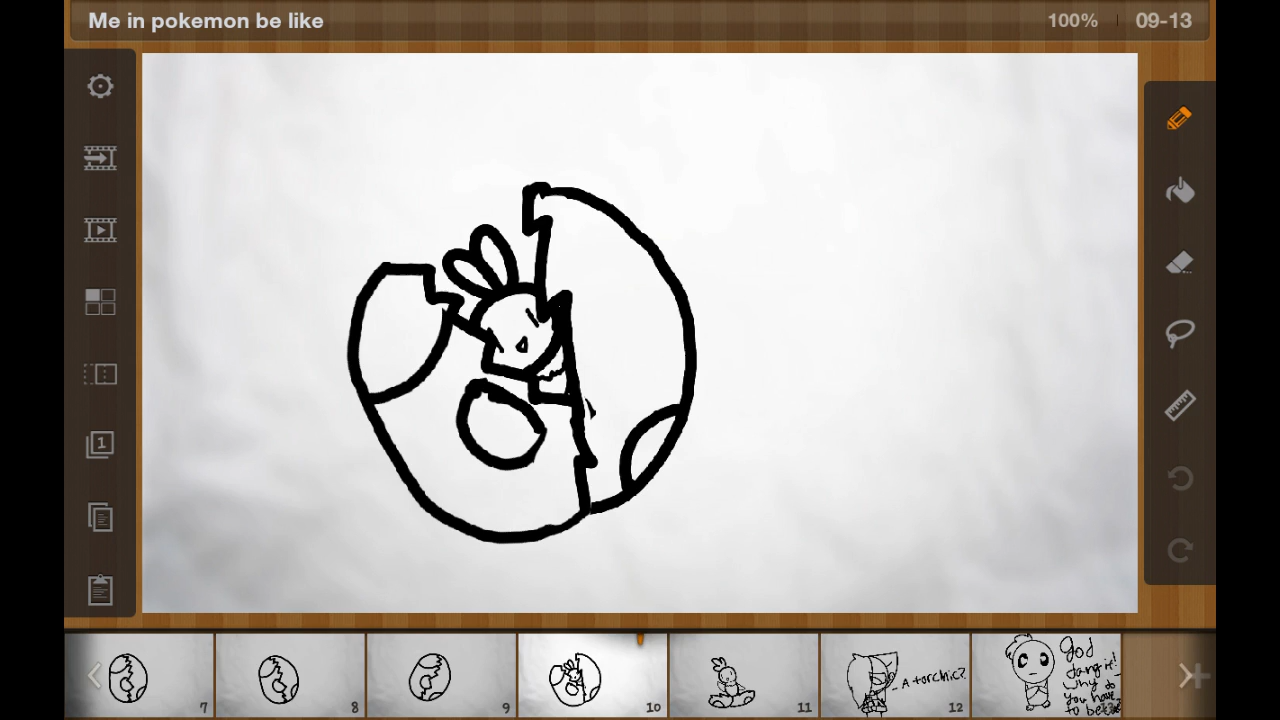 Me in pokemon be like
100%
09-13
1
7
8
9
10
11
12
- A torchic?
God
dang it!
why do
you have
to be